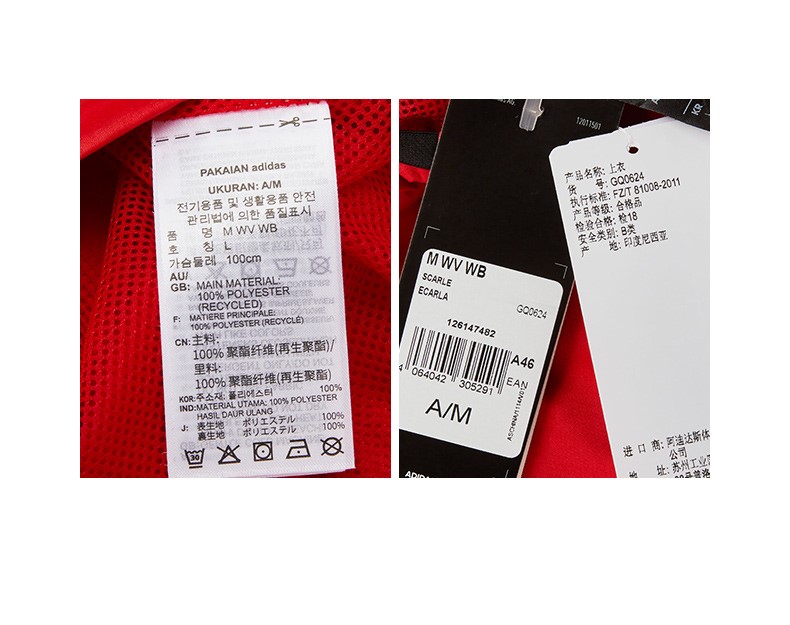 PAKAIAN adidas
UKURAN: A/M
전기용품 및 생활용품 안전
관리법에 의한 품질표시
품 명 M WV WB
호 칭 L
가슴둘레 100cm
AU/
GB: MAIN MATERIAL:
100% POLYESTER
(RECYCLED)
F: MATIERE PRINCIPALE:
100% POLYESTER (RECYCLÉ)
CN: 主料:
100% 聚酯纤维(再生聚酯)/
里料:
100% 聚酯纤维(再生聚酯)
KOR: 주소재: 폴리에스터 100%
IND: MATERIAL UTAMA: 100% POLYESTER
HASIL DAUR ULANG
J: 表生地 ポリエステル 100%
裏生地 ポリエステル 100%
30
12011501
KR
M WV WB
SCARLE
ECARLA
GQ0624
126147482
A46
4 064042 305291
EAN
A/M
产品名称: 上衣
货 号: GQ0624
执行标准: FZ/T 81008-2011
产品等级: 合格品
检验合格: 检18
安全类别: B类
产 地: 印度尼西亚
进 口 商: 阿迪达斯体
公司
地 址: 苏州工业